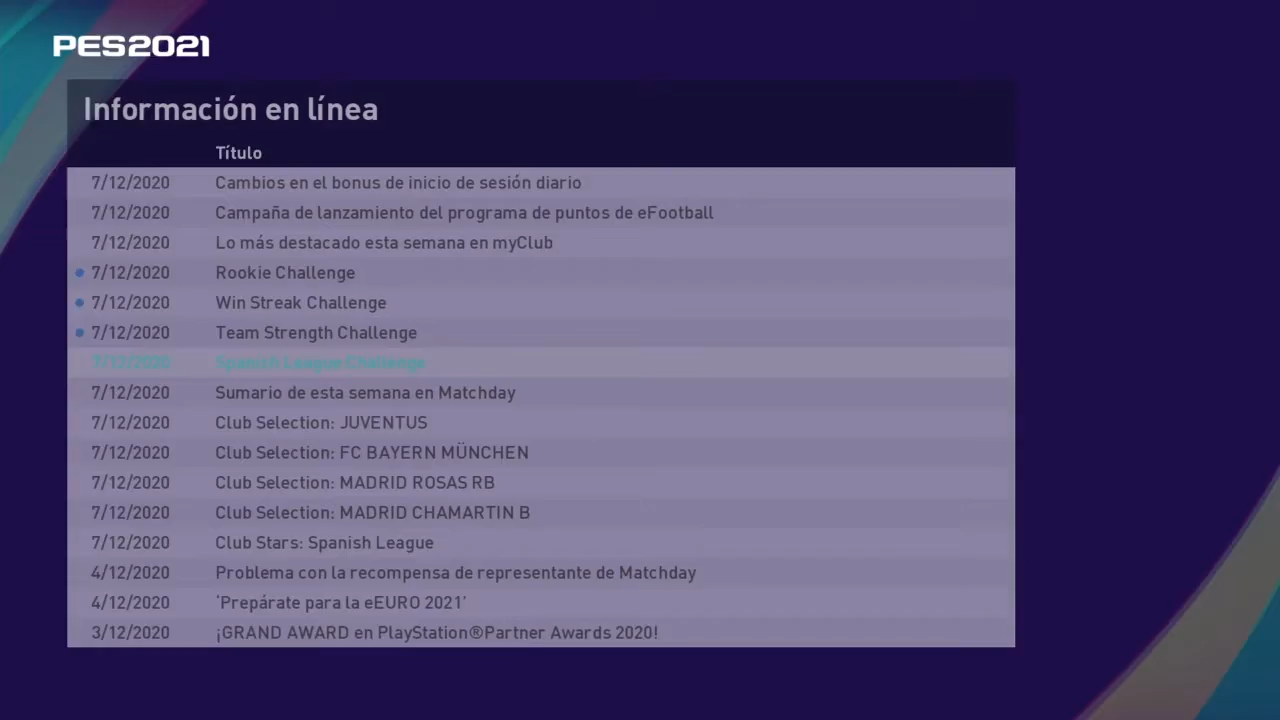 PES2021
Información en línea
Título
7/12/2020 Cambios en el bonus de inicio de sesión diario
7/12/2020 Campaña de lanzamiento del programa de puntos de eFootball
7/12/2020 Lo más destacado esta semana en myClub
7/12/2020 Rookie Challenge
7/12/2020 Win Streak Challenge
7/12/2020 Team Strength Challenge
7/12/2020 Spanish League Challenge
7/12/2020 Sumario de esta semana en Matchday
7/12/2020 Club Selection: JUVENTUS
7/12/2020 Club Selection: FC BAYERN MÜNCHEN
7/12/2020 Club Selection: MADRID ROSAS RB
7/12/2020 Club Selection: MADRID CHAMARTIN B
7/12/2020 Club Stars: Spanish League
4/12/2020 Problema con la recompensa de representante de Matchday
4/12/2020 'Prepárate para la eEURO 2021'
3/12/2020 ¡GRAND AWARD en PlayStation®Partner Awards 2020!